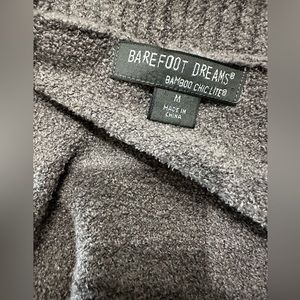 BAREFOOT DREAMS®
BAMBOO CHIC LITE®
M
MADE IN
CHINA